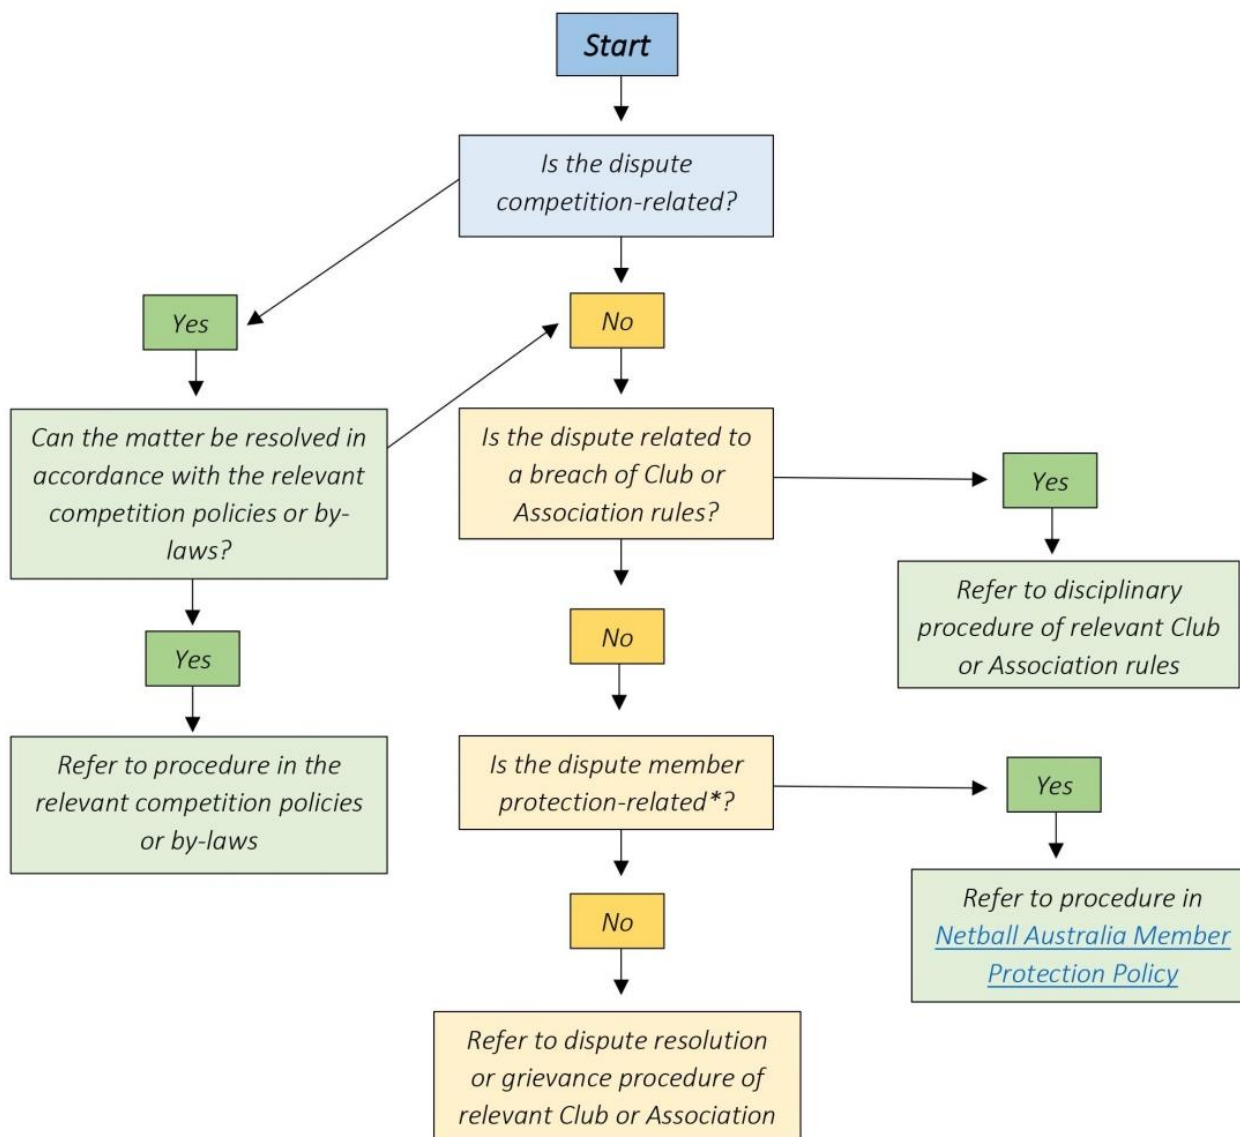 Start
Is the dispute
competition-related?
Yes
No
Can the matter be resolved in
accordance with the relevant
competition policies or by-
laws?
Is the dispute related to
a breach of Club or
Association rules?
Yes
Yes
Refer to disciplinary
procedure of relevant Club
or Association rules
No
Refer to procedure in the
relevant competition policies
or by-laws
Is the dispute member
protection-related*?
Yes
Refer to procedure in
Netball Australia Member
Protection Policy
No
Refer to dispute resolution
or grievance procedure of
relevant Club or Association